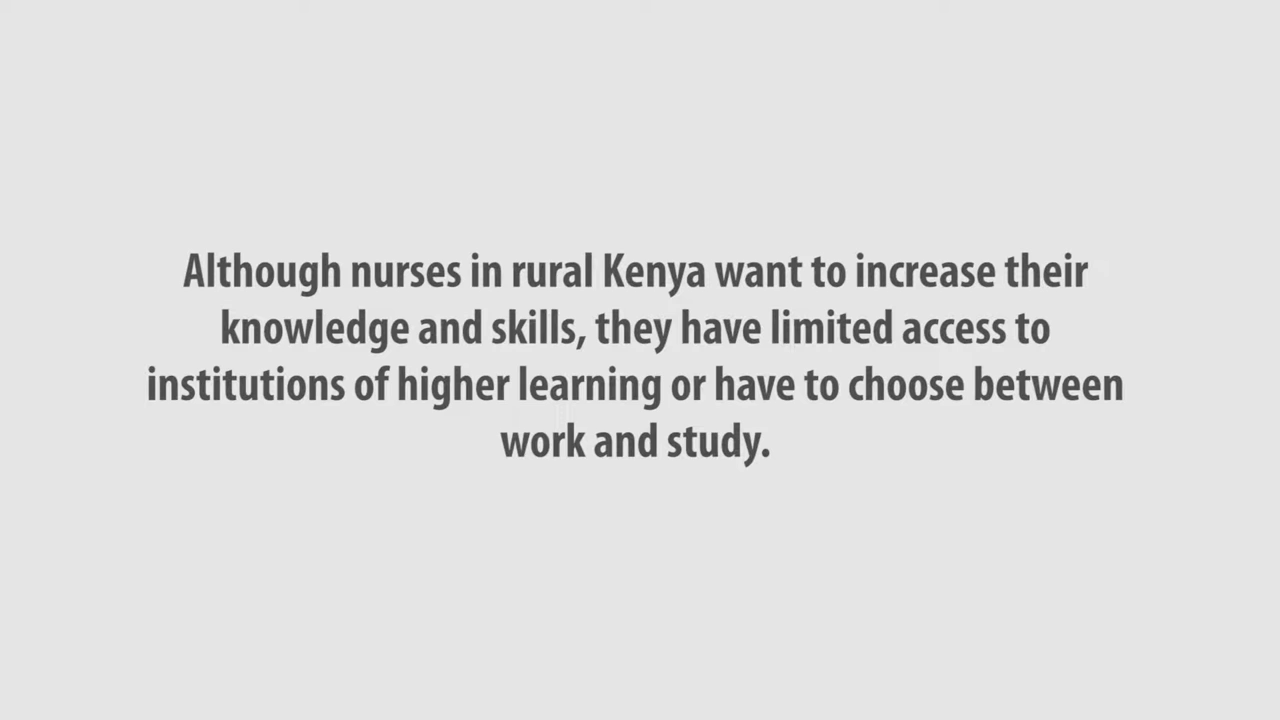 Although nurses in rural Kenya want to increase their
knowledge and skills, they have limited access to
institutions of higher learning or have to choose between
work and study.